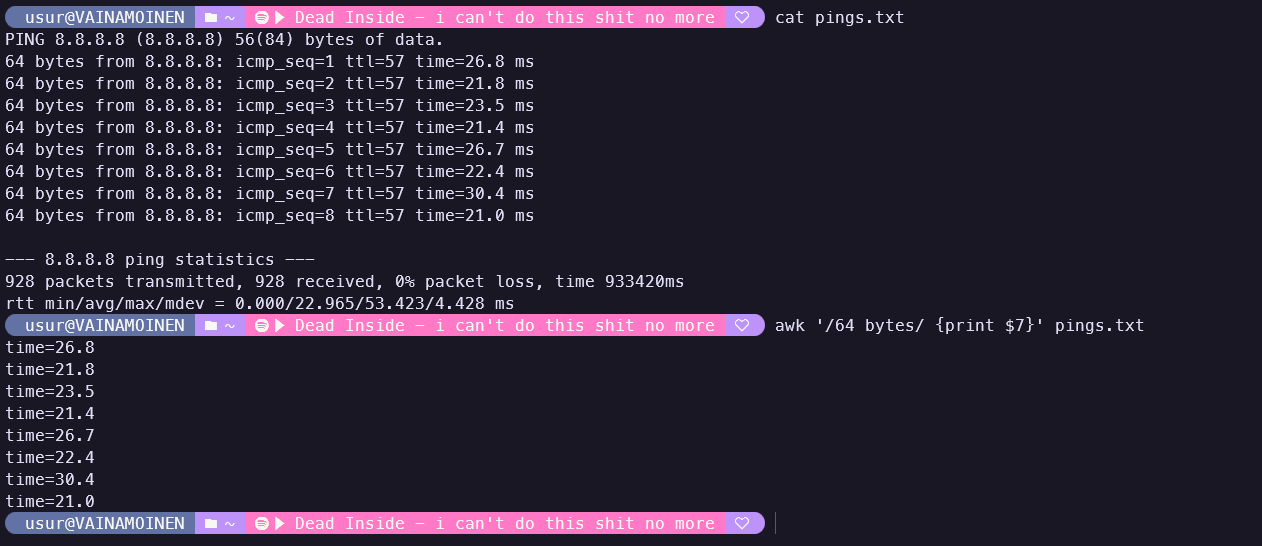 usur@VAINAMOINEN ~ Dead Inside – i can't do this shit no more ♡ cat pings.txt
PING 8.8.8.8 (8.8.8.8) 56(84) bytes of data.
64 bytes from 8.8.8.8: icmp_seq=1 ttl=57 time=26.8 ms
64 bytes from 8.8.8.8: icmp_seq=2 ttl=57 time=21.8 ms
64 bytes from 8.8.8.8: icmp_seq=3 ttl=57 time=23.5 ms
64 bytes from 8.8.8.8: icmp_seq=4 ttl=57 time=21.4 ms
64 bytes from 8.8.8.8: icmp_seq=5 ttl=57 time=26.7 ms
64 bytes from 8.8.8.8: icmp_seq=6 ttl=57 time=22.4 ms
64 bytes from 8.8.8.8: icmp_seq=7 ttl=57 time=30.4 ms
64 bytes from 8.8.8.8: icmp_seq=8 ttl=57 time=21.0 ms
--- 8.8.8.8 ping statistics ---
928 packets transmitted, 928 received, 0% packet loss, time 933420ms
rtt min/avg/max/mdev = 0.000/22.965/53.423/4.428 ms
usur@VAINAMOINEN ~ Dead Inside – i can't do this shit no more ♡ awk '/64 bytes/ {print $7}' pings.txt
time=26.8
time=21.8
time=23.5
time=21.4
time=26.7
time=22.4
time=30.4
time=21.0
usur@VAINAMOINEN ~ Dead Inside – i can't do this shit no more ♡